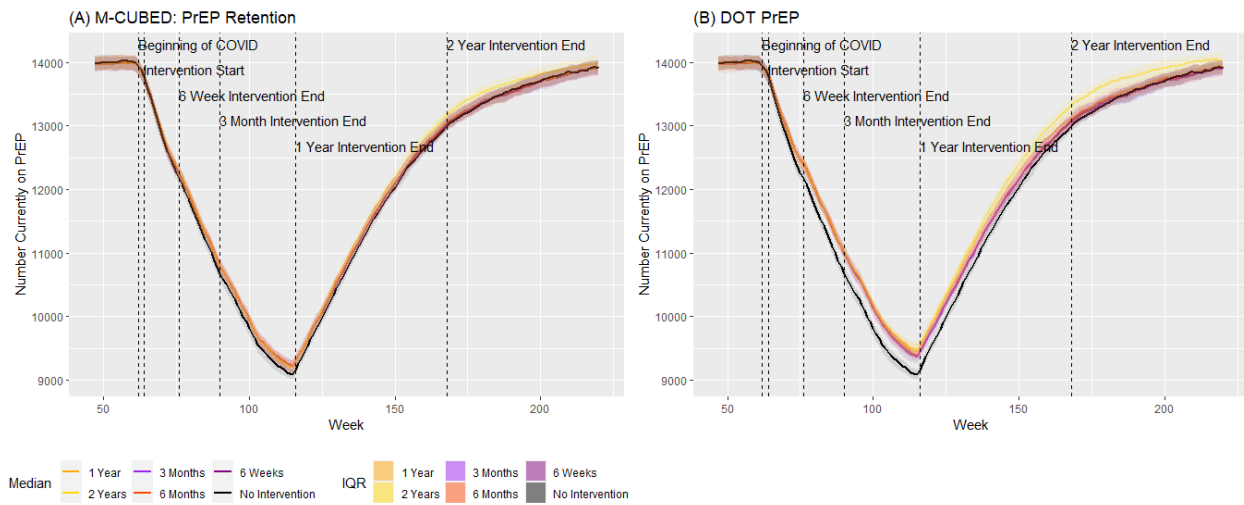 (A) M-CUBED: PrEP Retention
Number Currently on PrEP
14000
13000
12000
11000
10000
9000
Beginning of COVID
Intervention Start
6 Week Intervention End
3 Month Intervention End
1 Year Intervention End
2 Year Intervention End
50 100 150 200
Week
(B) DOT PrEP
Number Currently on PrEP
14000
13000
12000
11000
10000
9000
Beginning of COVID
Intervention Start
6 Week Intervention End
3 Month Intervention End
1 Year Intervention End
2 Year Intervention End
50 100 150 200
Week
Median
1 Year 3 Months 6 Weeks
2 Years 6 Months No Intervention
IQR
1 Year 3 Months 6 Weeks
2 Years 6 Months No Intervention